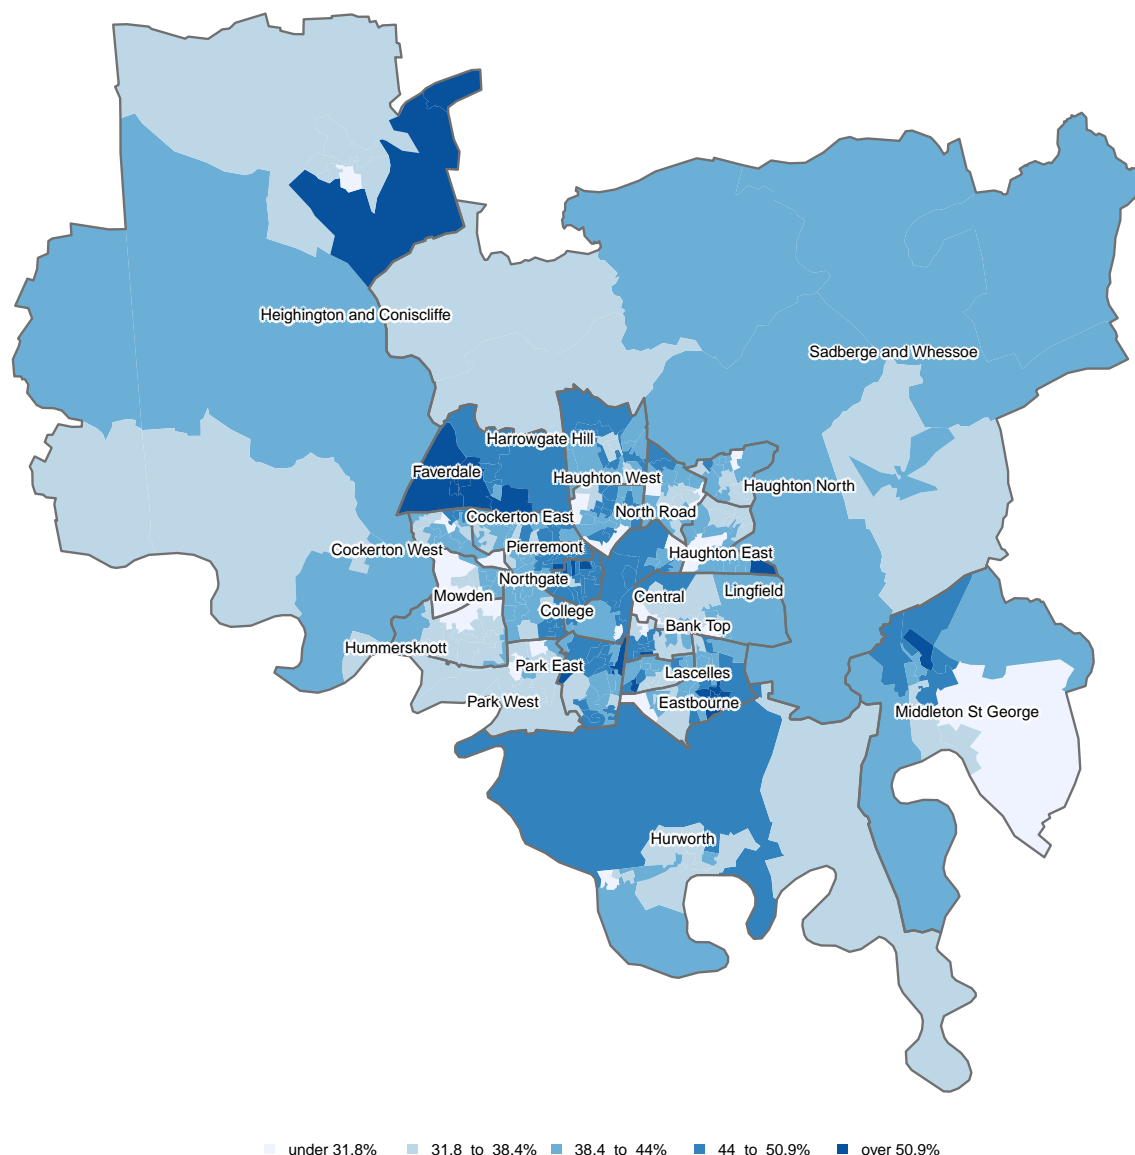 Heighington and Coniscliffe
Sadberge and Whessoe
Harrowgate Hill
Faverdale
Haughton West
Haughton North
Cockerton East
North Road
Cockerton West
Pierremont
Haughton East
Northgate
Mowden
Central
Lingfield
College
Bank Top
Hummersknott
Park East
Lascelles
Park West
Eastbourne
Middleton St George
Hurworth
under 31.8%
31.8 to 38.4%
38.4 to 44%
44 to 50.9%
over 50.9%